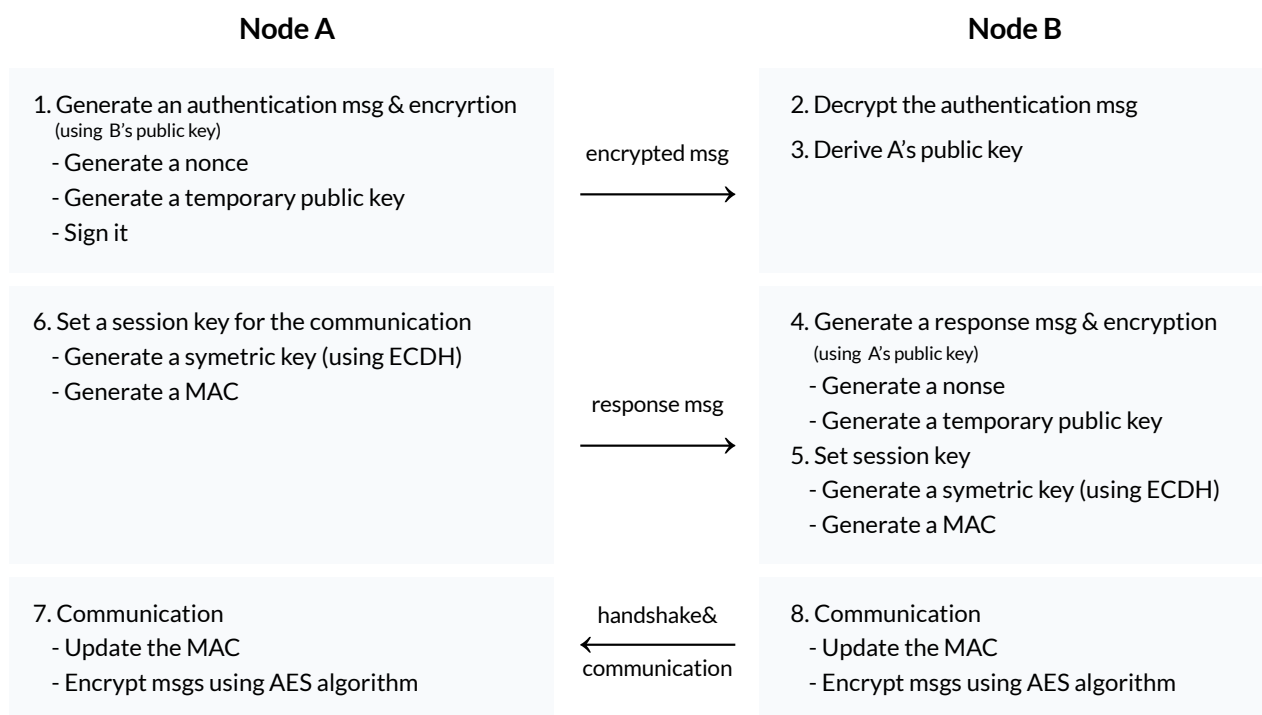 Node A
Node B
1. Generate an authentication msg & encyrtion
(using B's public key)
- Generate a nonce
- Generate a temporary public key
- Sign it
encrypted msg
2. Decrypt the authentication msg
3. Derive A's public key
6. Set a session key for the communication
- Generate a symetric key (using ECDH)
- Generate a MAC
response msg
4. Generate a response msg & encryption
(using A's public key)
- Generate a nonse
- Generate a temporary public key
5. Set session key
- Generate a symetric key (using ECDH)
- Generate a MAC
7. Communication
- Update the MAC
- Encrypt msgs using AES algorithm
handshake&
communication
8. Communication
- Update the MAC
- Encrypt msgs using AES algorithm